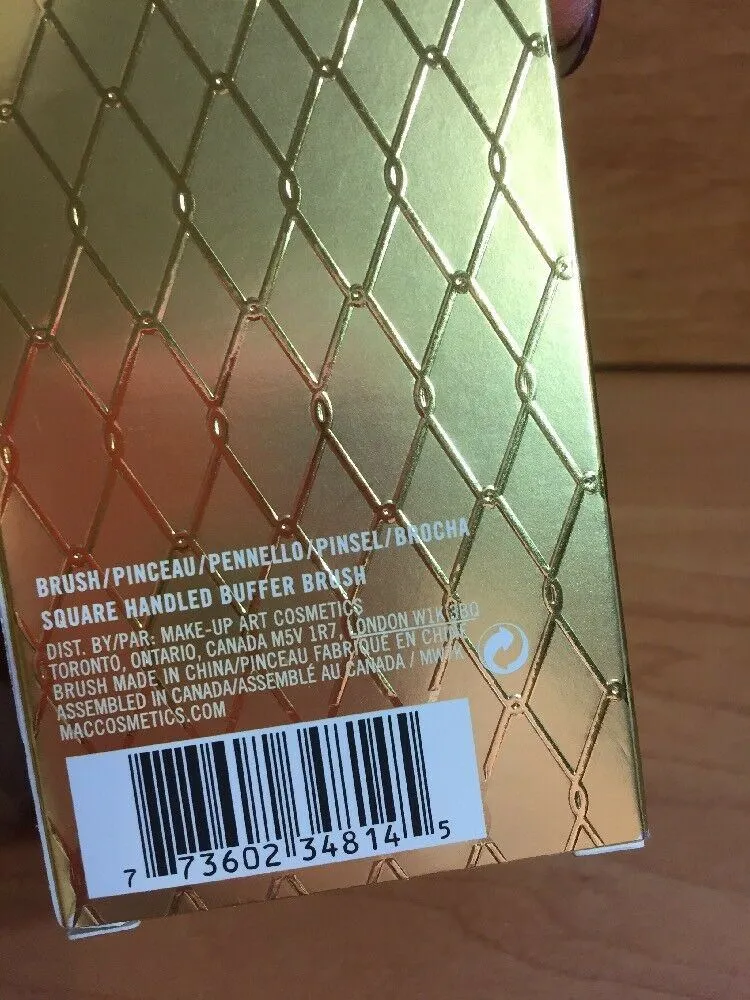 BRUSH/PINCEAU/PENNELLO/PINSEL/BROCHA
SQUARE HANDLED BUFFER BRUSH
DIST. BY/PAR: MAKE-UP ART COSMETICS
TORONTO, ONTARIO, CANADA M5V 1R7, LONDON W1K 3BQ
BRUSH MADE IN CHINA/PINCEAU FABRIQUÉ EN CHINE
ASSEMBLED IN CANADA/ASSEMBLÉ AU CANADA /
MACCOSMETICS.COM
7 73602 34814 5